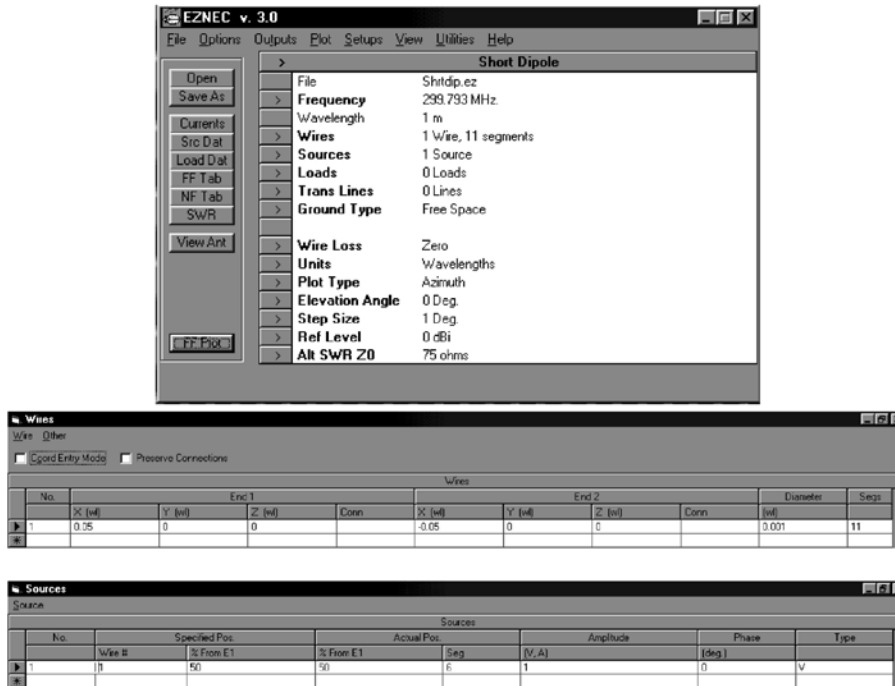 EZNEC v. 3.0
File Options Outputs Plot Setups View Utilities Help
> Short Dipole
Open
Save As
Currents
Src Dat
Load Dat
FF Tab
NF Tab
SWR
View Ant
FF Plot
File Shrtdip.ez
> Frequency 299.793 MHz.
Wavelength 1 m
> Wires 1 Wire, 11 segments
> Sources 1 Source
> Loads 0 Loads
> Trans Lines 0 Lines
> Ground Type Free Space
> Wire Loss Zero
> Units Wavelengths
> Plot Type Azimuth
> Elevation Angle 0 Deg.
> Step Size 1 Deg.
> Ref Level 0 dBi
> Alt SWR Z0 75 ohms
Wires
Wire Other
Coord Entry Mode Preserve Connections
Wires
No. End 1 End 2 Diameter Segs
X (wl) Y (wl) Z (wl) Conn X (wl) Y (wl) Z (wl) Conn (wl)
1 0.05 0 0 -0.05 0 0 0.001 11
*
Sources
Source
Sources
No. Specified Pos. Actual Pos. Amplitude Phase Type
Wire # % From E1 % From E1 Seg (V, A) (deg.)
1 1 50 50 6 1 0 V
*